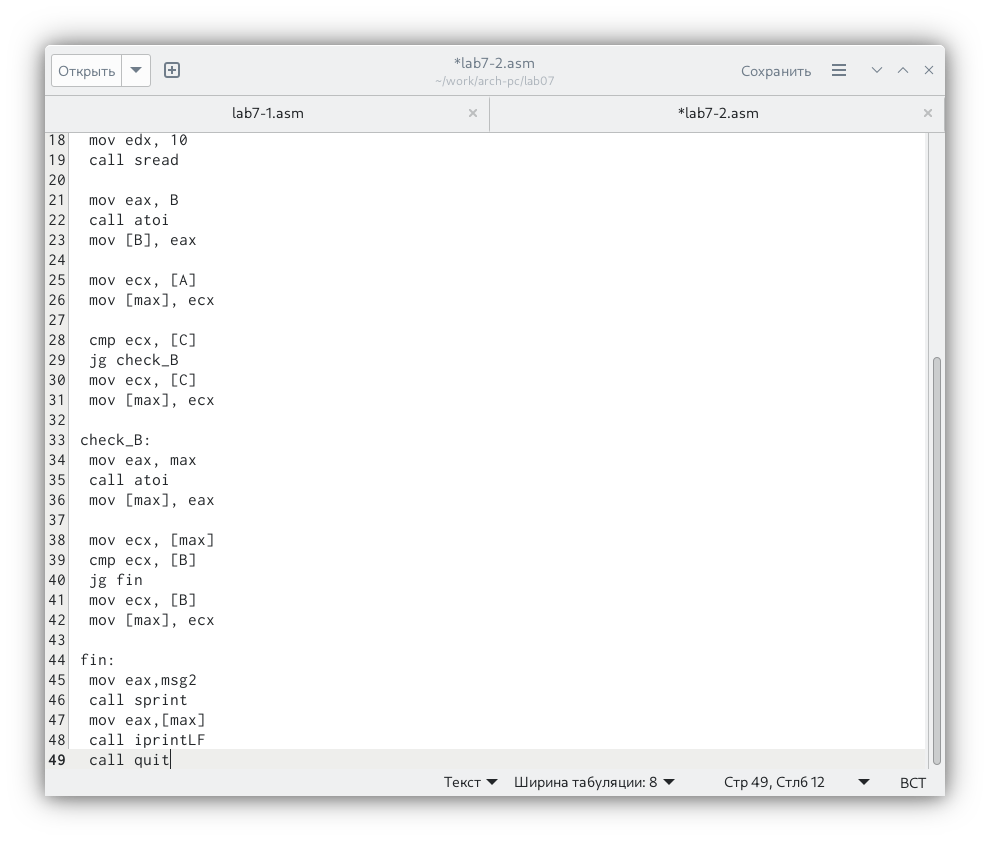 Открыть
*lab7-2.asm
~/work/arch-pc/lab07
Сохранить
lab7-1.asm
*lab7-2.asm
18 mov edx, 10
19 call sread
20
21 mov eax, B
22 call atoi
23 mov [B], eax
24
25 mov ecx, [A]
26 mov [max], ecx
27
28 cmp ecx, [C]
29 jg check_B
30 mov ecx, [C]
31 mov [max], ecx
32
33 check_B:
34 mov eax, max
35 call atoi
36 mov [max], eax
37
38 mov ecx, [max]
39 cmp ecx, [B]
40 jg fin
41 mov ecx, [B]
42 mov [max], ecx
43
44 fin:
45 mov eax,msg2
46 call sprint
47 mov eax,[max]
48 call iprintLF
49 call quit
Текст Ширина табуляции: 8 Стр 49, Стлб 12 ВСТ